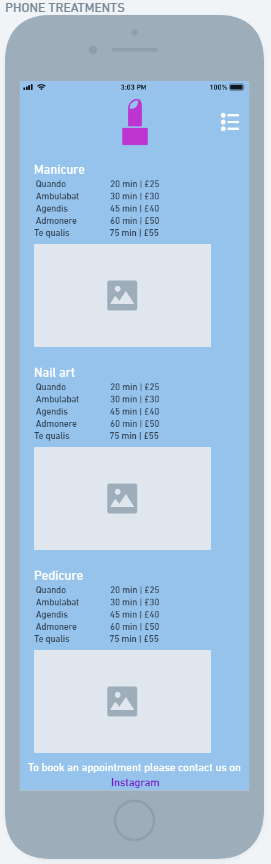 PHONE TREATMENTS
3:03 PM
100%
Manicure
Quando 20 min | £25
Ambulabat 30 min | £30
Agendis 45 min | £40
Admonere 60 min | £50
Te qualis 75 min | £55
Nail art
Quando 20 min | £25
Ambulabat 30 min | £30
Agendis 45 min | £40
Admonere 60 min | £50
Te qualis 75 min | £55
Pedicure
Quando 20 min | £25
Ambulabat 30 min | £30
Agendis 45 min | £40
Admonere 60 min | £50
Te qualis 75 min | £55
To book an appointment please contact us on
Instagram